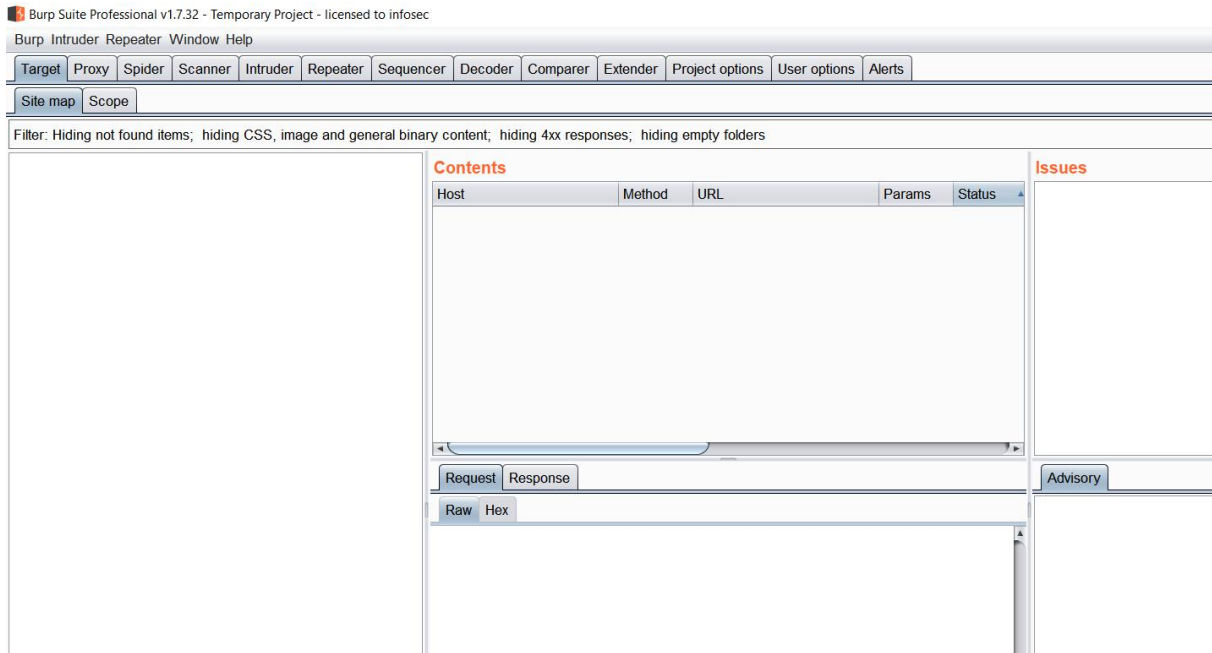 Burp Suite Professional v1.7.32 - Temporary Project - licensed to infosec
Burp Intruder Repeater Window Help
Target Proxy Spider Scanner Intruder Repeater Sequencer Decoder Comparer Extender Project options User options Alerts
Site map Scope
Filter: Hiding not found items; hiding CSS, image and general binary content; hiding 4xx responses; hiding empty folders
Contents Issues
Host Method URL Params Status
Request Response Advisory
Raw Hex